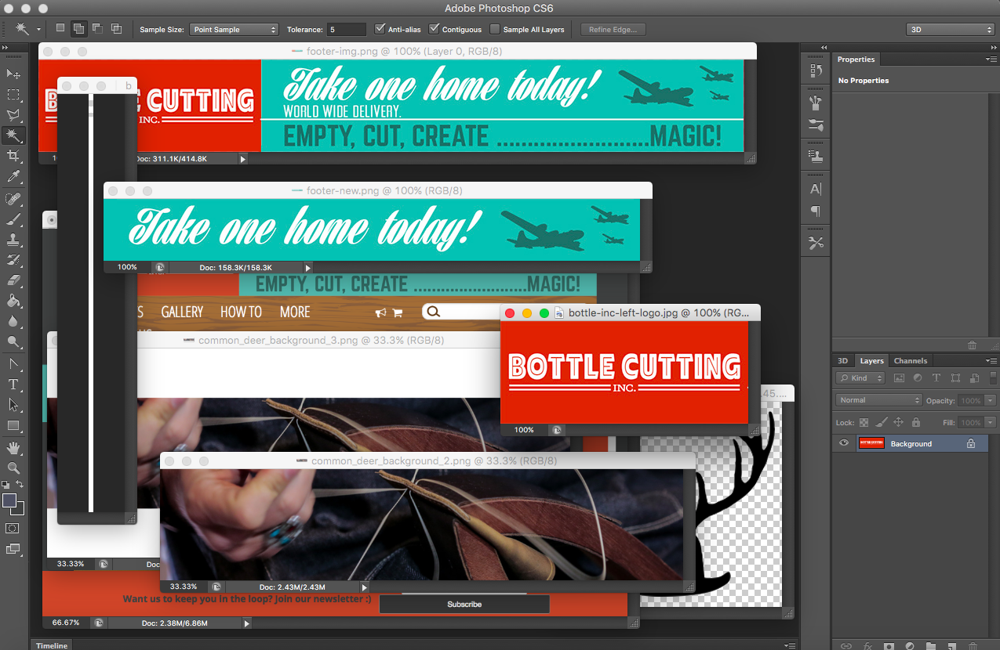 Adobe Photoshop CS6
Sample Size: Point Sample Tolerance: 5 Anti-alias Contiguous Sample All Layers Refine Edge... 3D
footer-img.png @ 100% (Layer 0, RGB/8)
b
CUTTING
INC.
Take one home today!
WORLD WIDE DELIVERY.
EMPTY, CUT, CREATE ............................MAGIC!
Doc: 311.1K/414.8K
footer-new.png @ 100% (RGB/8)
Take one home today!
100% Doc: 158.3K/158.3K
EMPTY, CUT, CREATE ............................MAGIC!
S GALLERY HOW TO MORE
common_deer_background_3.png @ 33.3% (RGB/8)
bottle-inc-left-logo.jpg @ 100% (RG...
BOTTLE CUTTING
INC.
100%
.45....
common_deer_background_2.png @ 33.3% (RGB/8)
33.33% Doc
33.33% Doc: 2.43M/2.43M
Want us to keep you in the loop? Join our newsletter :)
Subscribe
66.67% Doc: 2.38M/6.86M
Timeline
Properties
No Properties
3D Layers Channels
Kind
Normal Opacity: 100%
Lock: Fill: 100%
BOTTLE CUTTING
Background